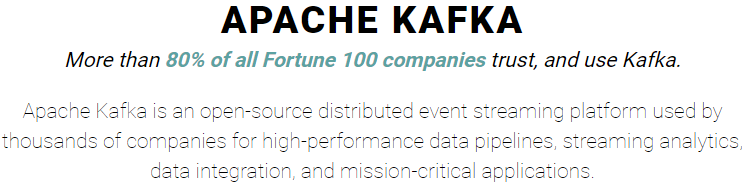 APACHE KAFKA
More than 80% of all Fortune 100 companies trust, and use Kafka.
Apache Kafka is an open-source distributed event streaming platform used by
thousands of companies for high-performance data pipelines, streaming analytics,
data integration, and mission-critical applications.